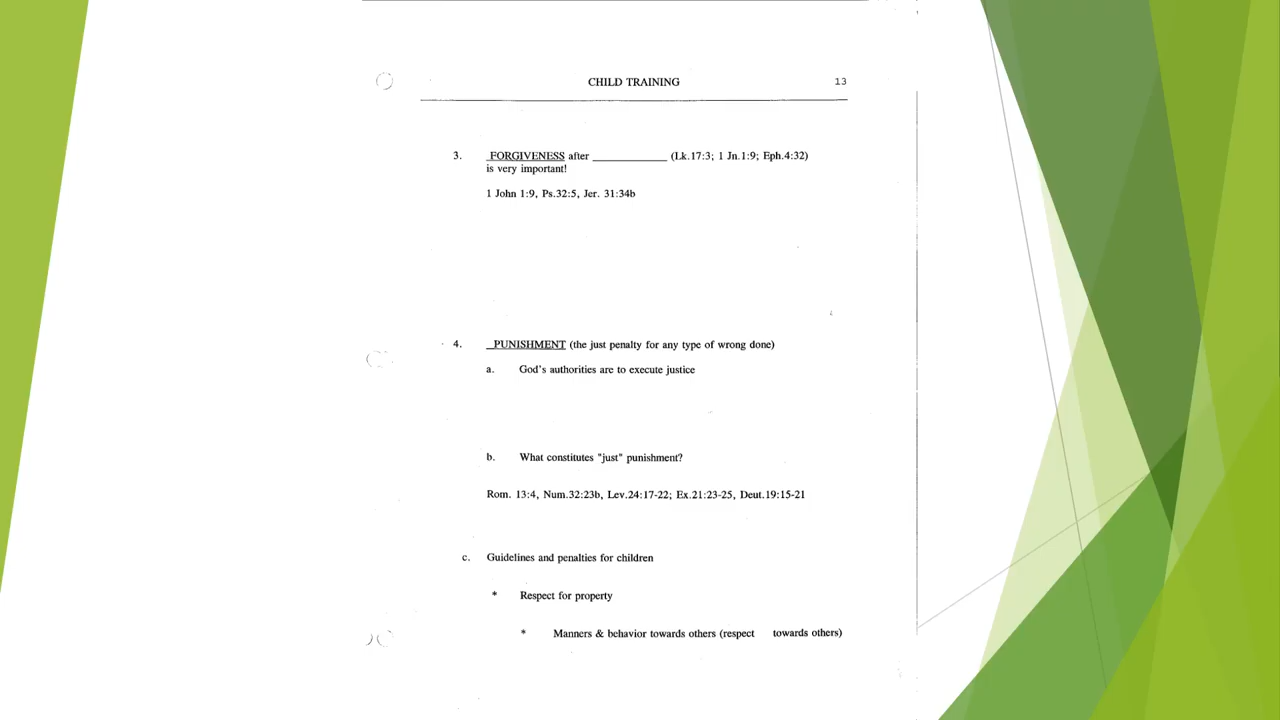 CHILD TRAINING 13
3. FORGIVENESS after ____________ (Lk.17:3; 1 Jn.1:9; Eph.4:32)
is very important!
1 John 1:9, Ps.32:5, Jer. 31:34b
4. PUNISHMENT (the just penalty for any type of wrong done)
a. God's authorities are to execute justice
b. What constitutes "just" punishment?
Rom. 13:4, Num.32:23b, Lev.24:17-22; Ex.21:23-25, Deut.19:15-21
c. Guidelines and penalties for children
* Respect for property
* Manners & behavior towards others (respect towards others)